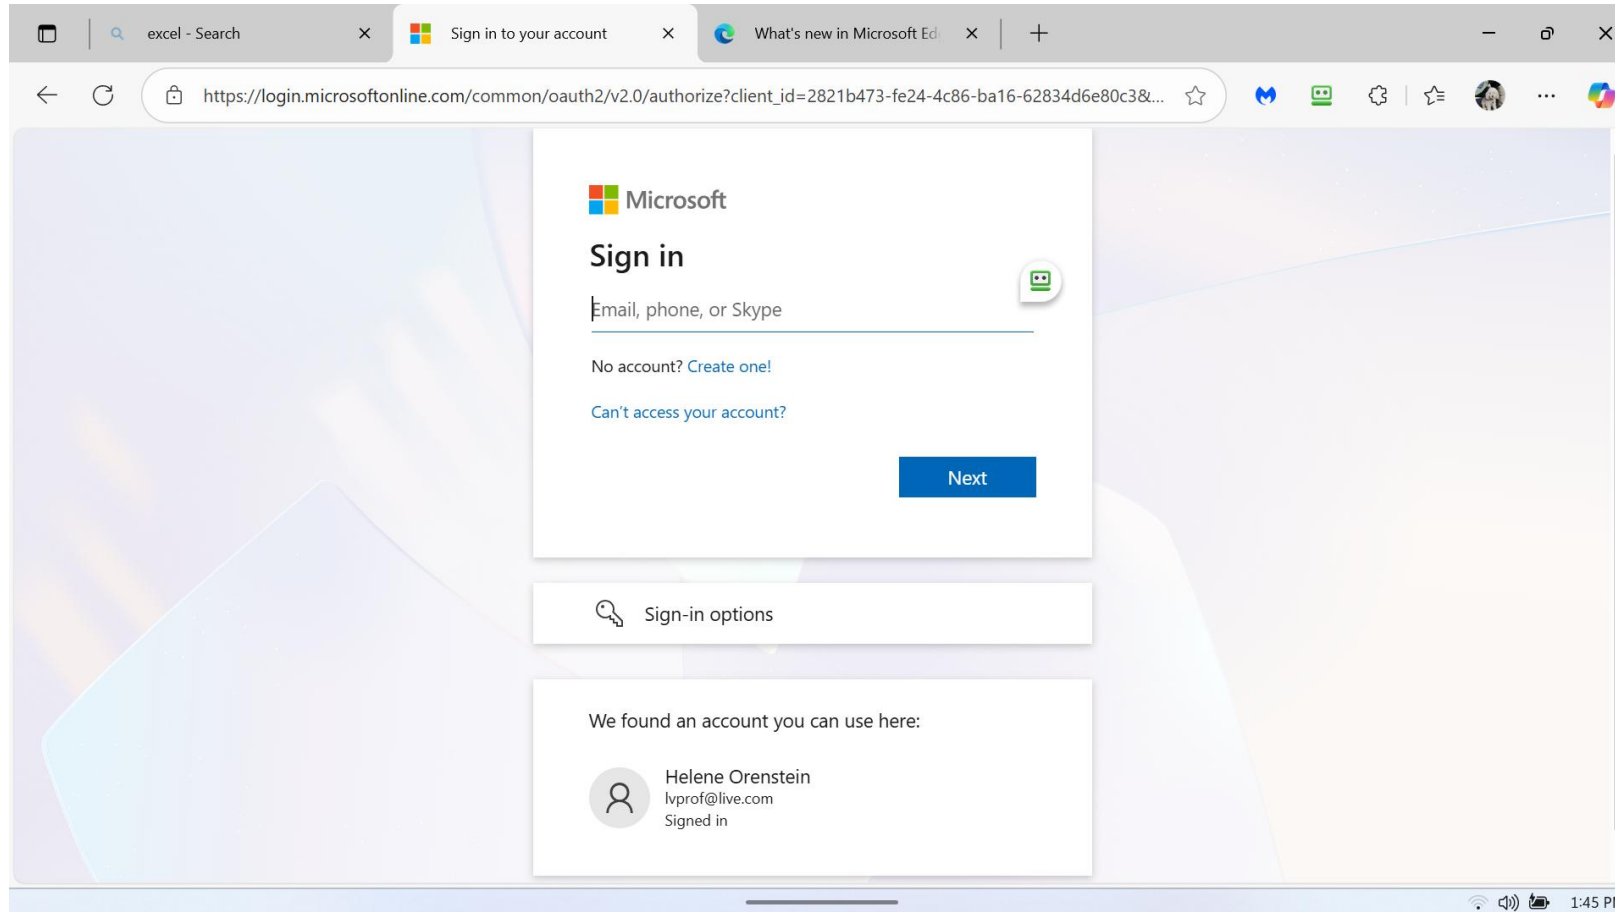 excel - Search
Sign in to your account
What's new in Microsoft Ed
https://login.microsoftonline.com/common/oauth2/v2.0/authorize?client_id=2821b473-fe24-4c86-ba16-62834d6e80c3&...
Microsoft
Sign in
Email, phone, or Skype
No account? Create one!
Can't access your account?
Next
Sign-in options
We found an account you can use here:
Helene Orenstein
lvprof@live.com
Signed in
1:45 P